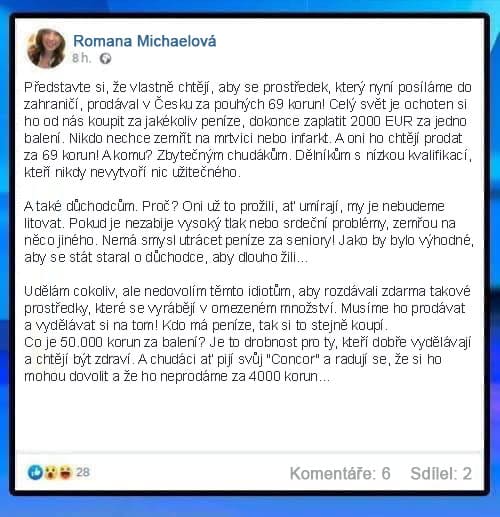 Romana Michaelová
8 h.
Představte si, že vlastně chtějí, aby se prostředek, který nyní posíláme do
zahraničí, prodával v Česku za pouhých 69 korun! Celý svět je ochoten si
ho od nás koupit za jakékoliv peníze, dokonce zaplatit 2000 EUR za jedno
balení. Nikdo nechce zemřít na mrtvici nebo infarkt. A oni ho chtějí prodat
za 69 korun! A komu? Zbytečným chudákům. Dělníkům s nízkou kvalifikací,
kteří nikdy nevytvoří nic užitečného.
A také důchodcům. Proč? Oni už to prožili, ať umírají, my je nebudeme
litovat. Pokud je nezabije vysoký tlak nebo srdeční problémy, zemřou na
něco jiného. Nemá smysl utrácet peníze za seniory! Jako by bylo výhodné,
aby se stát staral o důchodce, aby dlouho žili...
Udělám cokoliv, ale nedovolím těmto idiotům, aby rozdávali zdarma takové
prostředky, které se vyrábějí v omezeném množství. Musíme ho prodávat
a vydělávat si na tom! Kdo má peníze, tak si to stejně koupí.
Co je 50.000 korun za balení? Je to drobnost pro ty, kteří dobře vydělávají
a chtějí být zdraví. A chudáci ať pijí svůj "Concor" a radují se, že si ho
mohou dovolit a že ho neprodáme za 4000 korun...
28
Komentáře: 6 Sdílel: 2